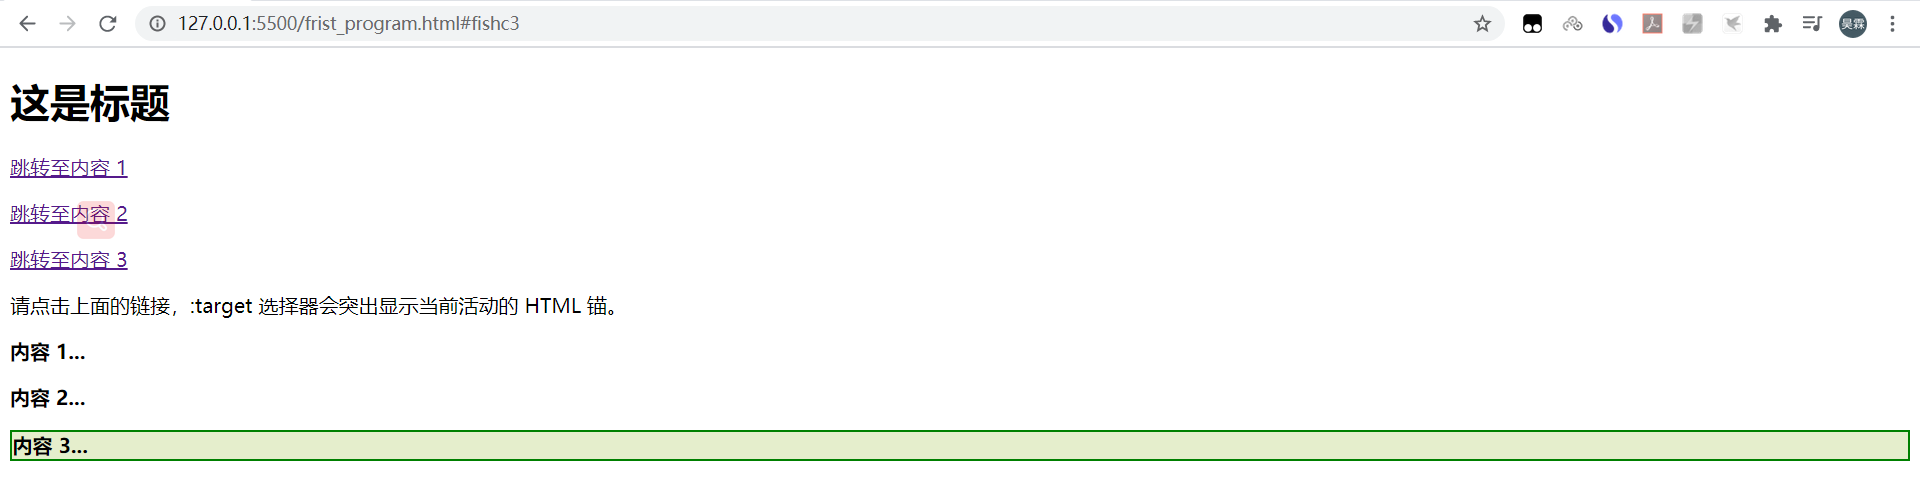 127.0.0.1:5500/frist_program.html#fishc3
昊霖
这是标题
跳转至内容 1
跳转至内容 2
跳转至内容 3
请点击上面的链接，:target 选择器会突出显示当前活动的 HTML 锚。
内容 1...
内容 2...
内容 3...